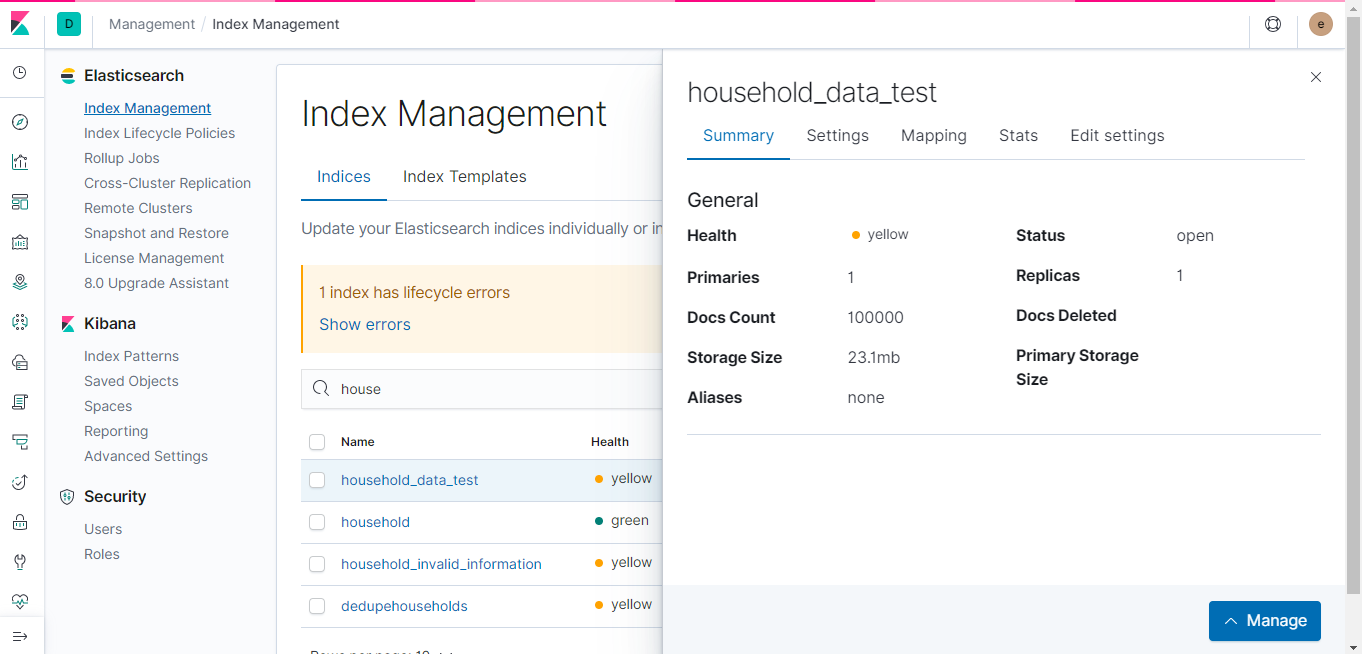 D Management / Index Management e
Elasticsearch
Index Management
Index Lifecycle Policies
Rollup Jobs
Cross-Cluster Replication
Remote Clusters
Snapshot and Restore
License Management
8.0 Upgrade Assistant
Kibana
Index Patterns
Saved Objects
Spaces
Reporting
Advanced Settings
Security
Users
Roles
Index Management
Indices Index Templates
Update your Elasticsearch indices individually or in
1 index has lifecycle errors
Show errors
house
Name Health
household_data_test yellow
household green
household_invalid_information yellow
dedupehouseholds yellow
household_data_test
Summary Settings Mapping Stats Edit settings
General
Health yellow Status open
Primaries 1 Replicas 1
Docs Count 100000 Docs Deleted
Storage Size 23.1mb Primary Storage
Size
Aliases none
Manage